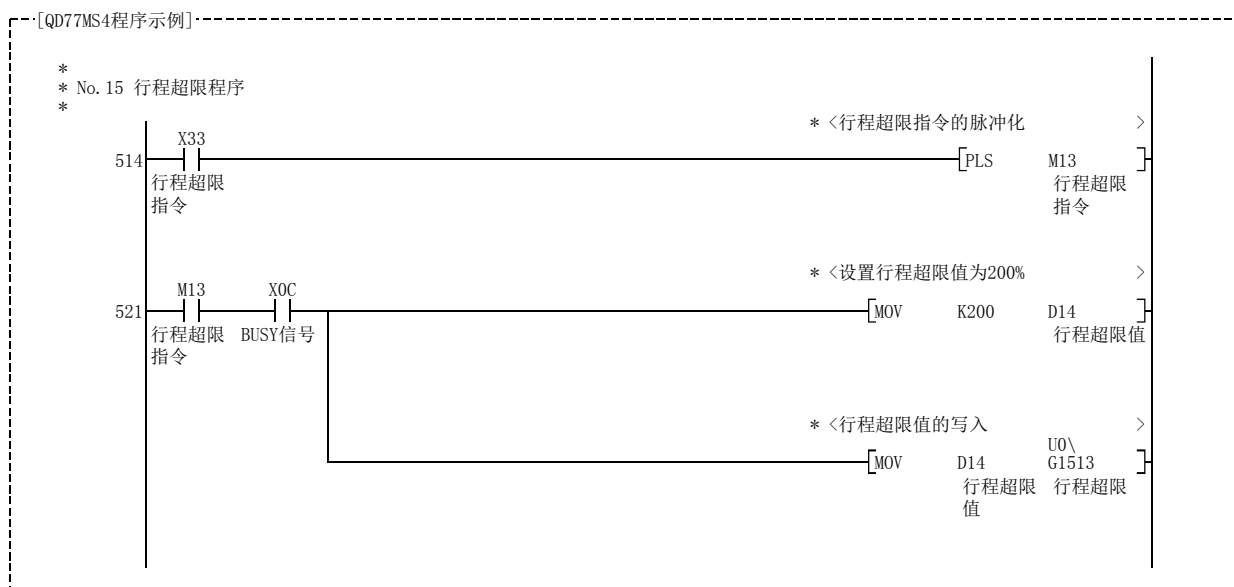 [QD77MS4程序示例]
*
* No.15 行程超限程序
*
* <行程超限指令的脉冲化 >
X33
514
PLS M13
行程超限
指令
行程超限
指令
* <设置行程超限值为200% >
M13 X0C
521
MOV K200 D14
行程超限
指令
BUSY信号
行程超限值
* <行程超限值的写入 >
U0\
MOV D14 G1513
行程超限
值
行程超限